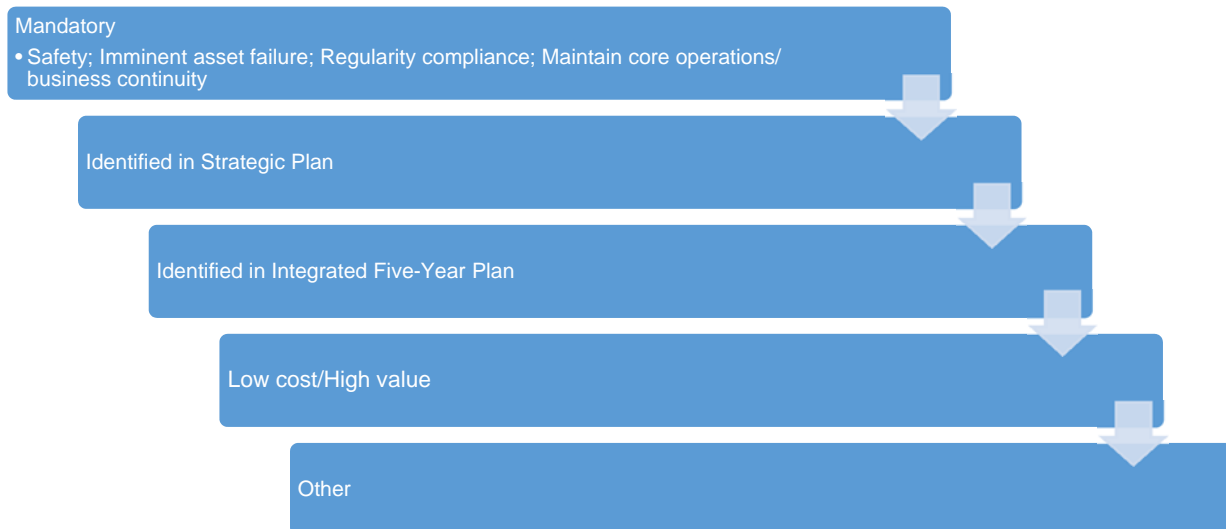 Mandatory
• Safety; Imminent asset failure; Regularity compliance; Maintain core operations/
business continuity
Identified in Strategic Plan
Identified in Integrated Five-Year Plan
Low cost/High value
Other